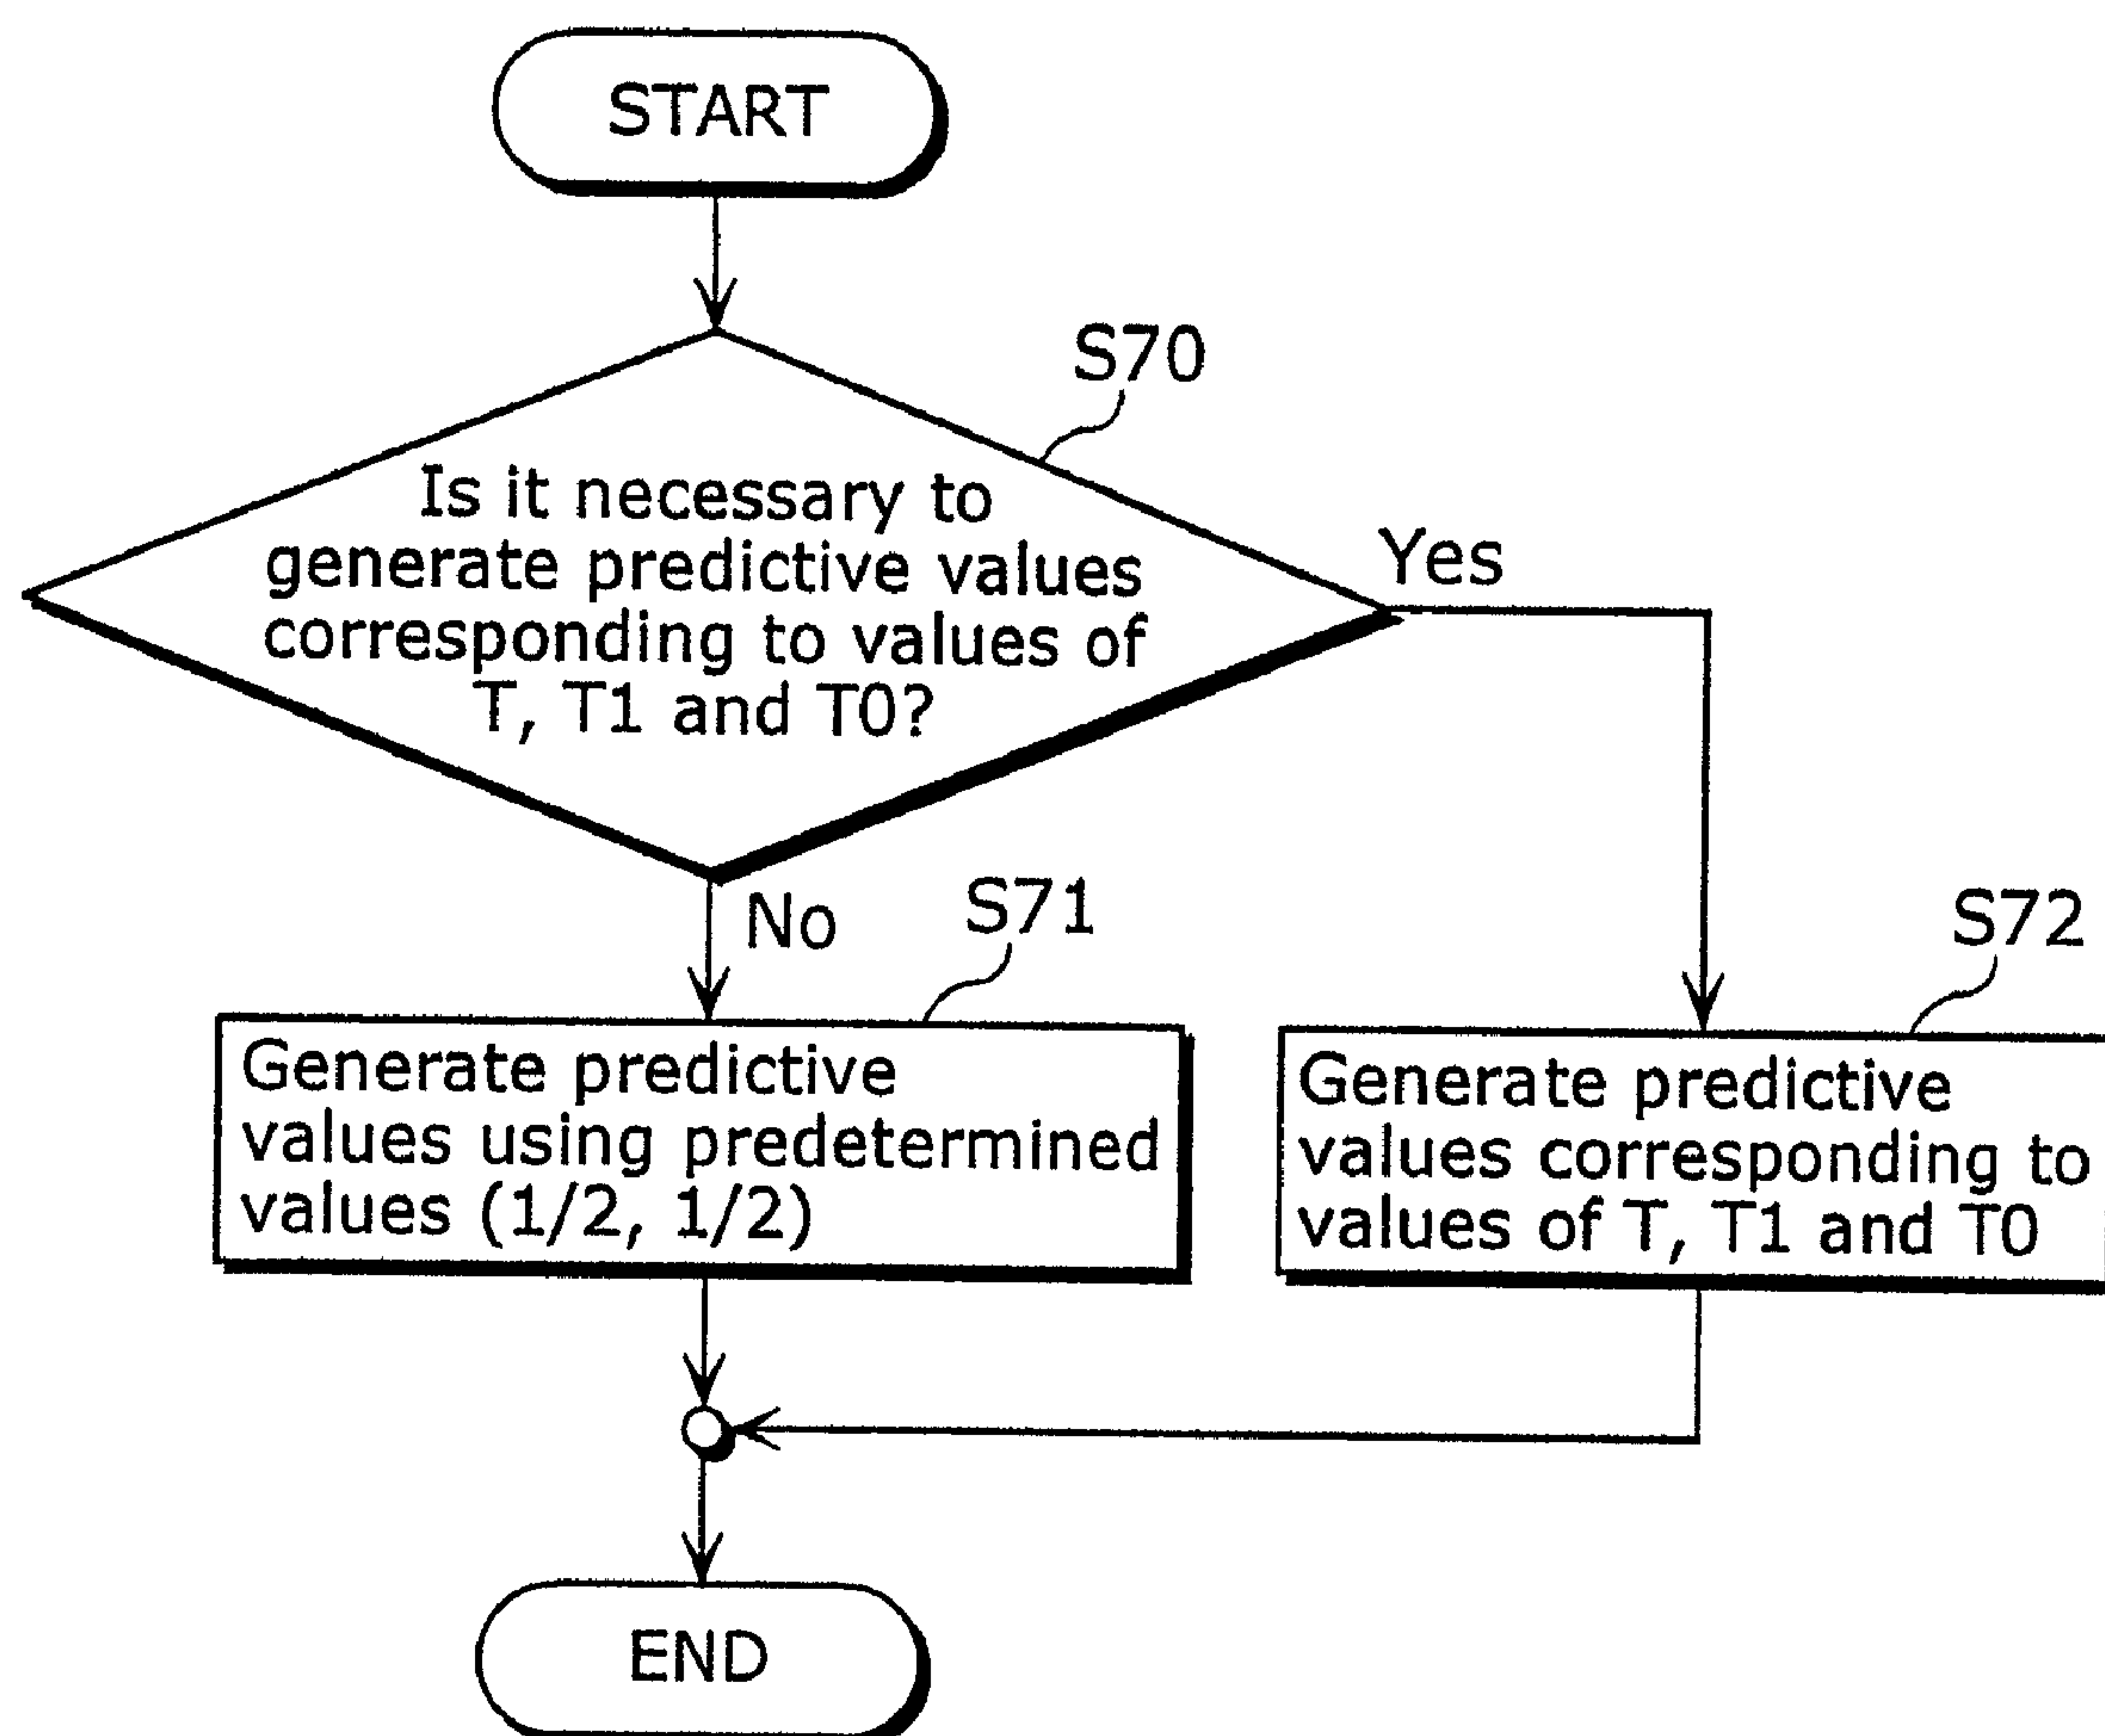 START
S70
Is it necessary to
generate predictive values
corresponding to values of
T, T1 and T0?
Yes
No
S71
S72
Generate predictive
values using predetermined
values (1/2, 1/2)
Generate predictive
values corresponding to
values of T, T1 and T0
END